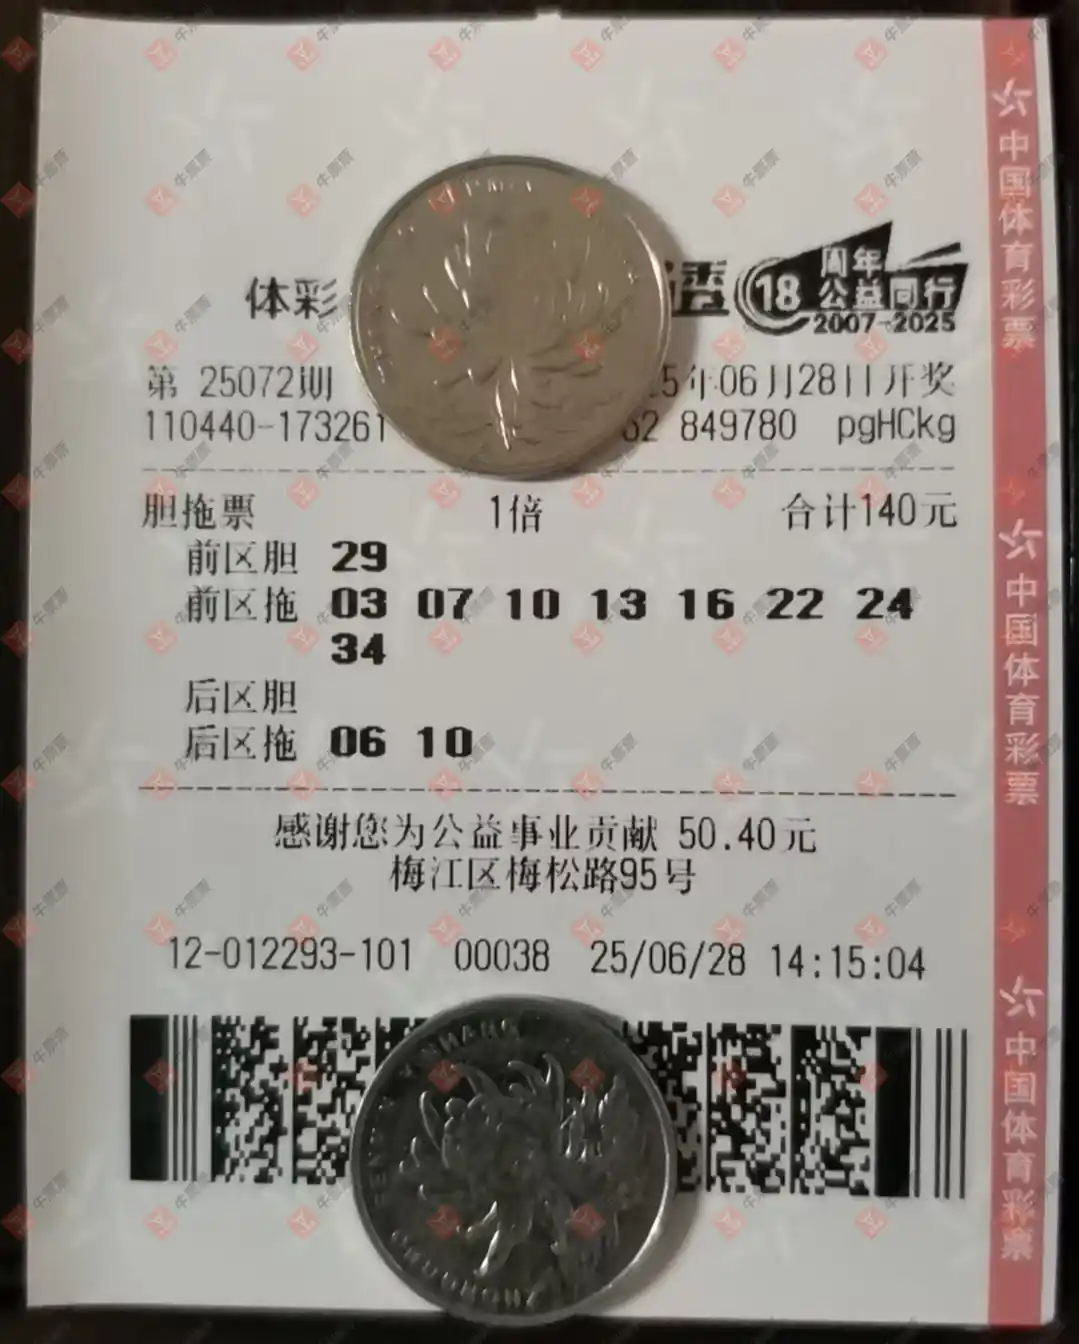 体彩
18 周年
公益同行
2007-2025
第 25072期 5年06月28日开奖
110440-173261 62 849780 pgHCkg
胆拖票 1倍 合计140元
前区胆 29
前区拖 03 07 10 13 16 22 24
34
后区胆
后区拖 06 10
感谢您为公益事业贡献 50.40元
梅江区梅松路95号
12-012293-101 00038 25/06/28 14:15:04
中国体育彩票
中国体育彩票
中国体育彩票